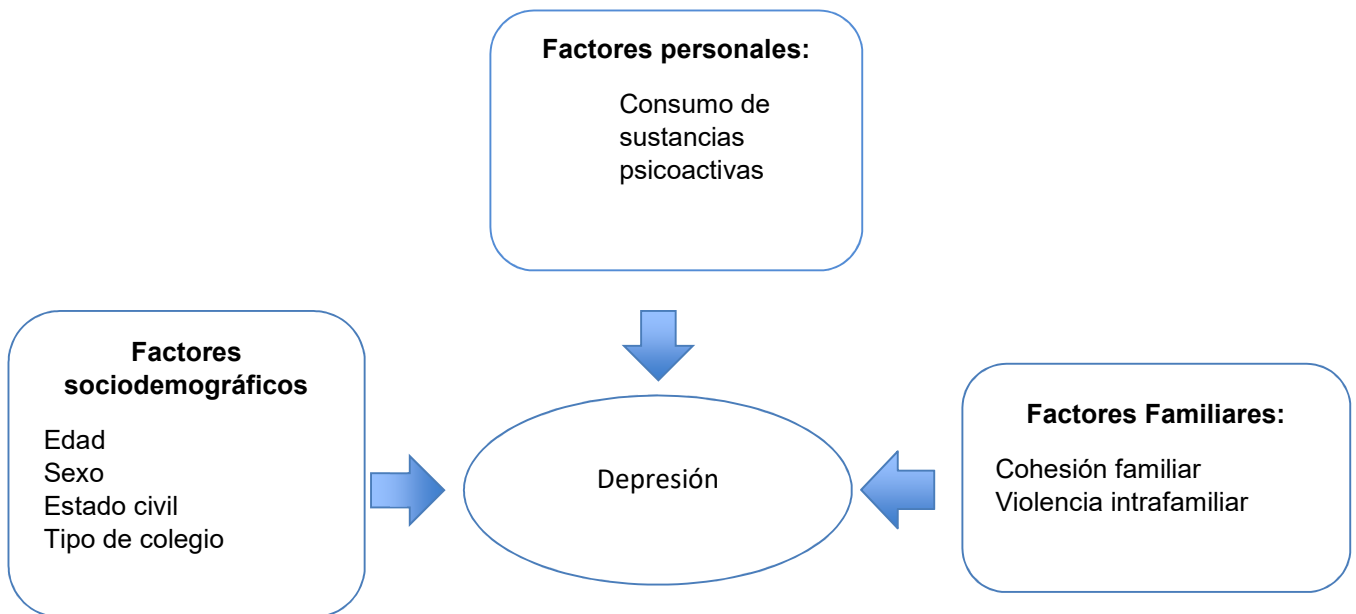 Factores personales:
Consumo de
sustancias
psicoactivas
Factores
sociodemográficos
Edad
Sexo
Estado civil
Tipo de colegio
Depresión
Factores Familiares:
Cohesión familiar
Violencia intrafamiliar